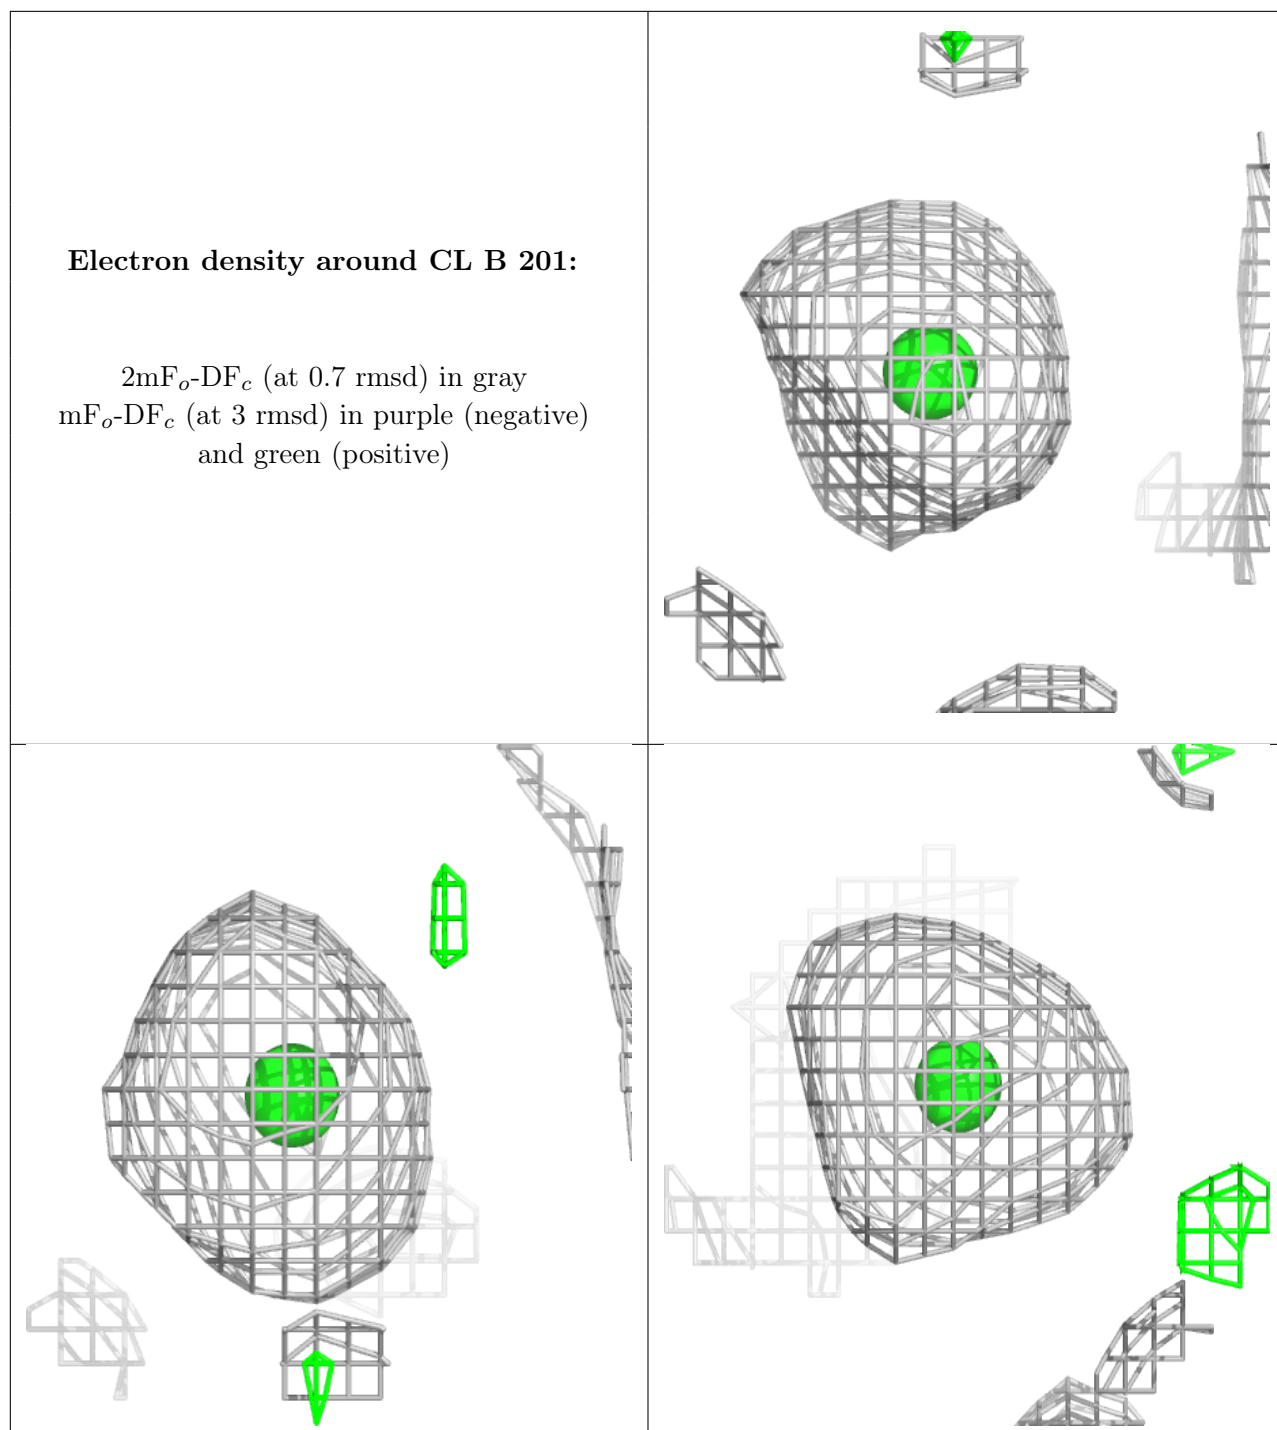 Electron density around CL B 201:
2mFo-DFc (at 0.7 rmsd) in gray
mFo-DFc (at 3 rmsd) in purple (negative)
and green (positive)